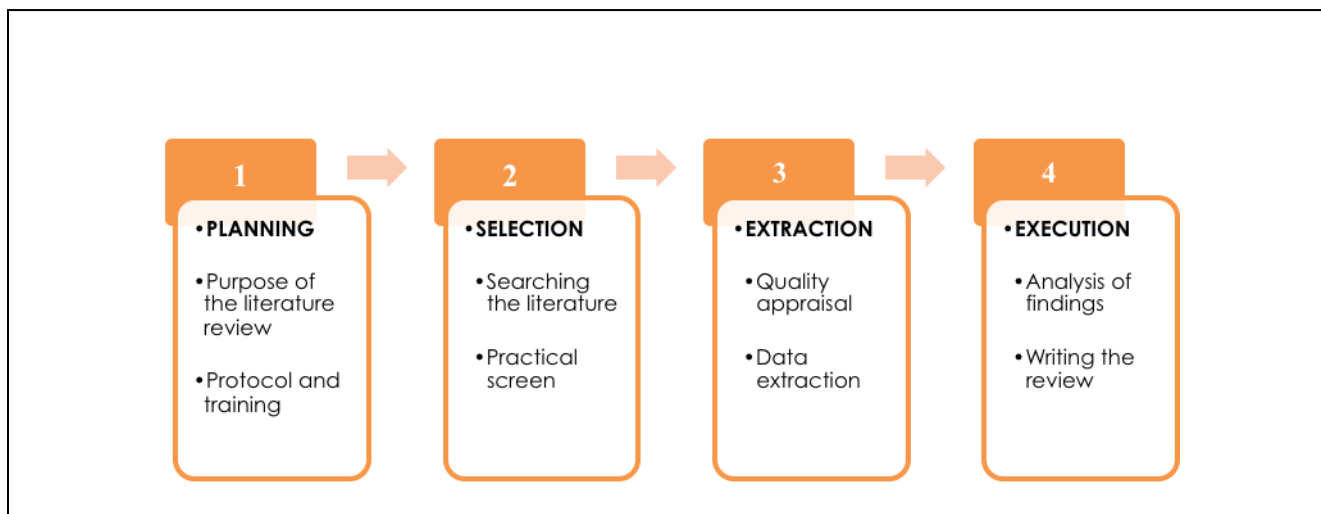 1
• PLANNING
• Purpose of
the literature
review
• Protocol and
training
2
• SELECTION
• Searching
the literature
• Practical
screen
3
• EXTRACTION
• Quality
appraisal
• Data
extraction
4
• EXECUTION
• Analysis of
findings
• Writing the
review